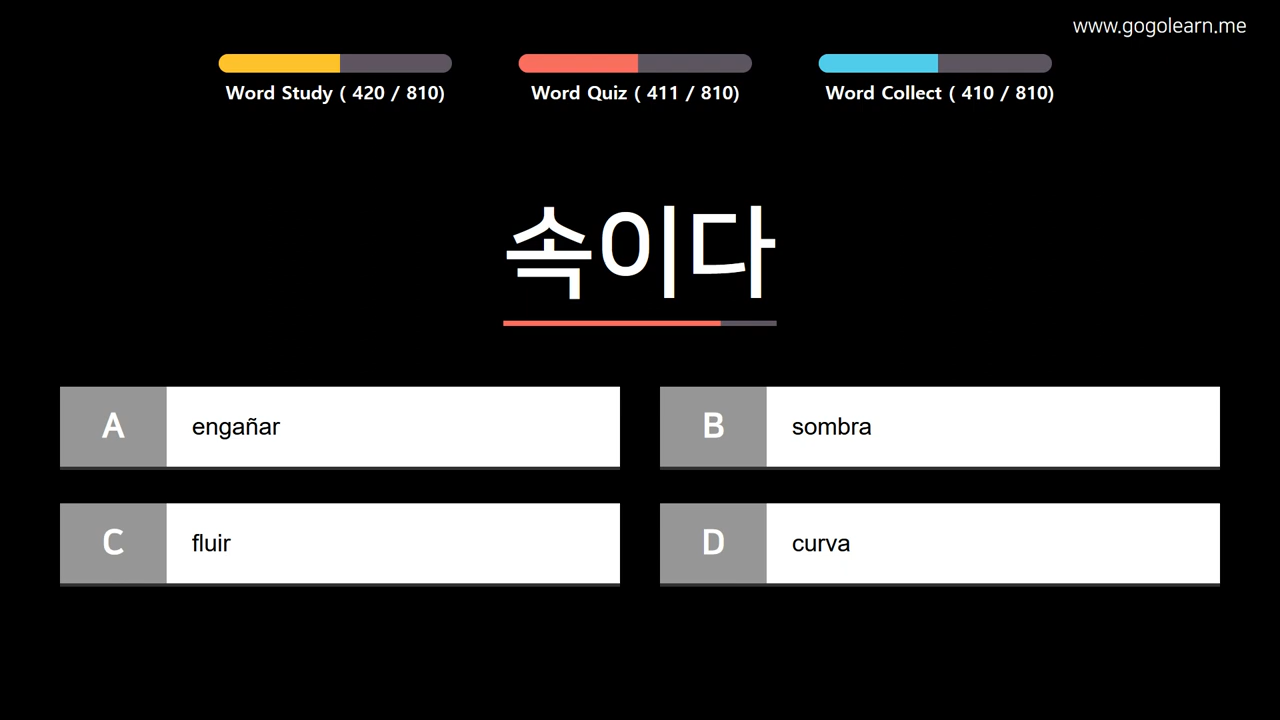 www.gogolearn.me
Word Study ( 420 / 810)
Word Quiz ( 411 / 810)
Word Collect ( 410 / 810)
속이다
A engañar
B sombra
C fluir
D curva